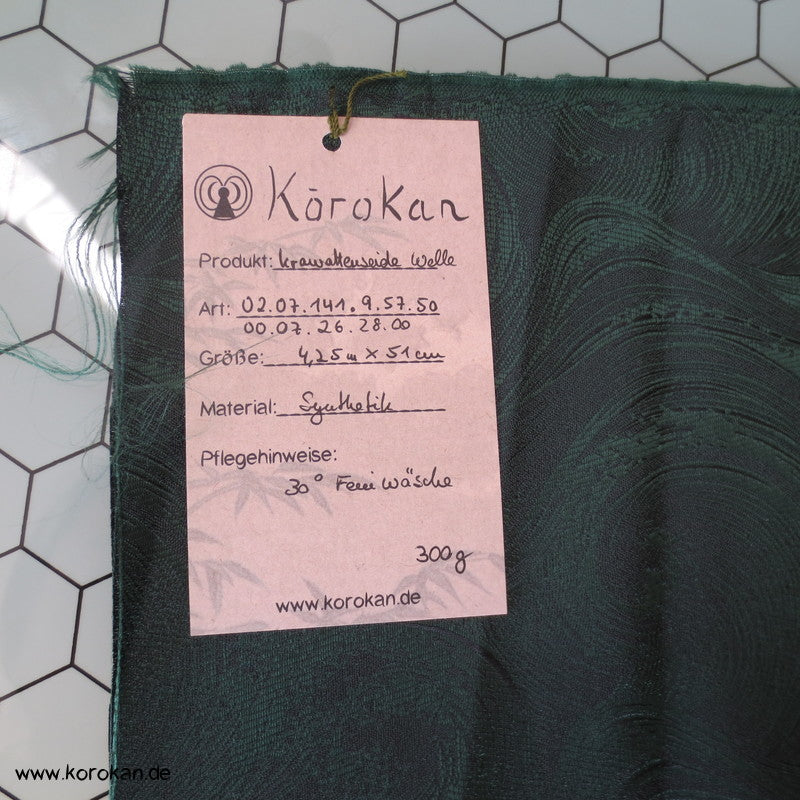 Kōrokan
Produkt: Krawattenseide Welle
Art: 02.07.141.9.57.50
00.07.26.28.00
Größe: 4,25m x 51cm
Material: Synthetik
Pflegehinweise:
30° Feinwäsche
300g
www.korokan.de
www.korokan.de